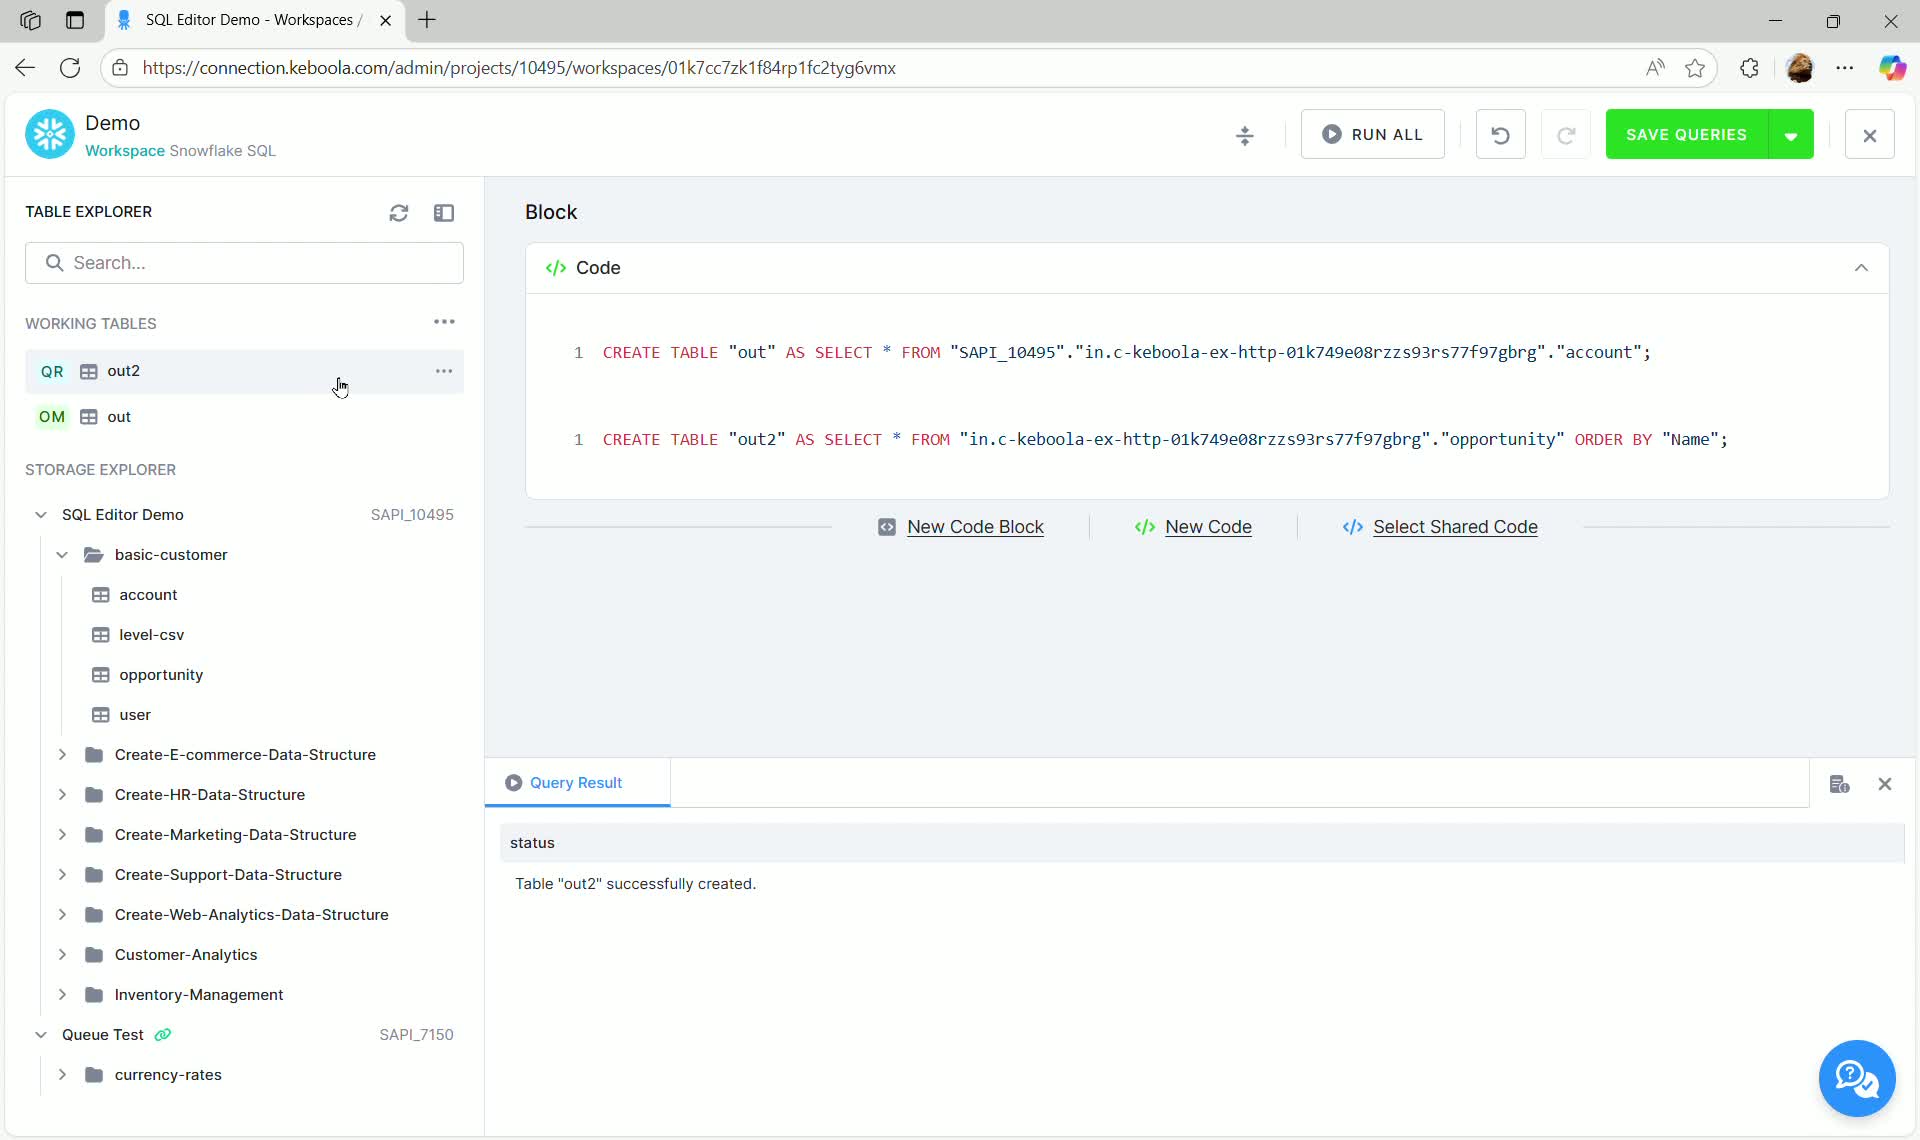 SQL Editor Demo - Workspaces /
https://connection.keboola.com/admin/projects/10495/workspaces/01k7cc7zk1f84rp1fc2tyg6vmx
Demo
Workspace Snowflake SQL
RUN ALL
SAVE QUERIES
TABLE EXPLORER
Search...
WORKING TABLES
QR out2
OM out
STORAGE EXPLORER
SQL Editor Demo SAPI_10495
basic-customer
account
level-csv
opportunity
user
Create-E-commerce-Data-Structure
Create-HR-Data-Structure
Create-Marketing-Data-Structure
Create-Support-Data-Structure
Create-Web-Analytics-Data-Structure
Customer-Analytics
Inventory-Management
Queue Test SAPI_7150
currency-rates
Block
</> Code
1 CREATE TABLE "out" AS SELECT * FROM "SAPI_10495"."in.c-keboola-ex-http-01k749e08rzzs93rs77f97gbrg"."account";
1 CREATE TABLE "out2" AS SELECT * FROM "in.c-keboola-ex-http-01k749e08rzzs93rs77f97gbrg"."opportunity" ORDER BY "Name";
New Code Block
</> New Code
</> Select Shared Code
Query Result
status
Table "out2" successfully created.